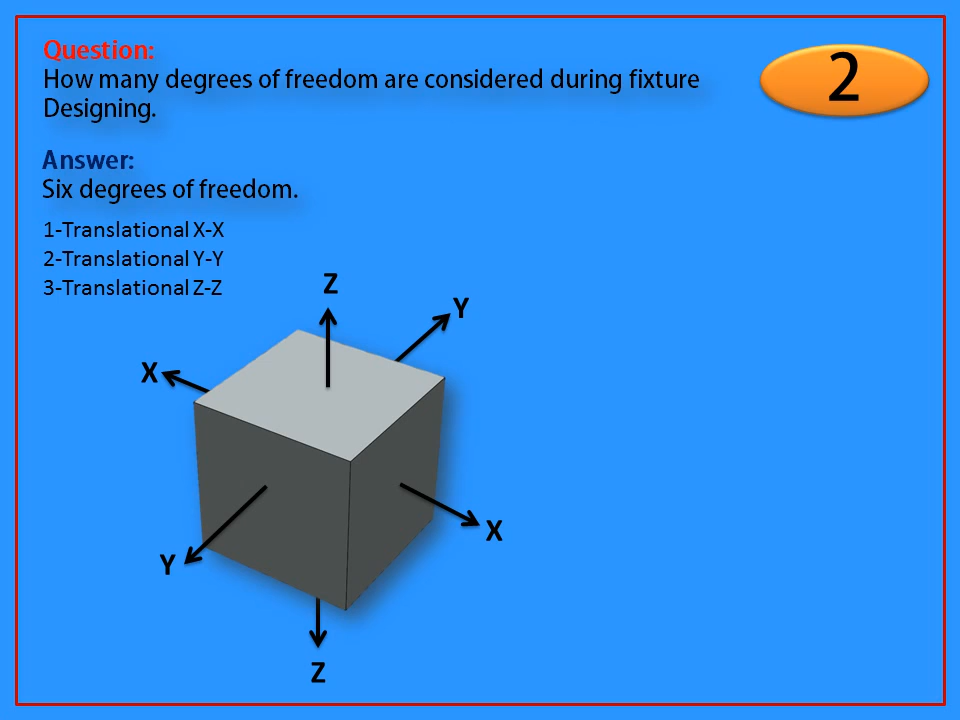 Question:
How many degrees of freedom are considered during fixture
Designing.
2
Answer:
Six degrees of freedom.
1-Translational X-X
2-Translational Y-Y
3-Translational Z-Z
Z
Y
X
X
Y
Z